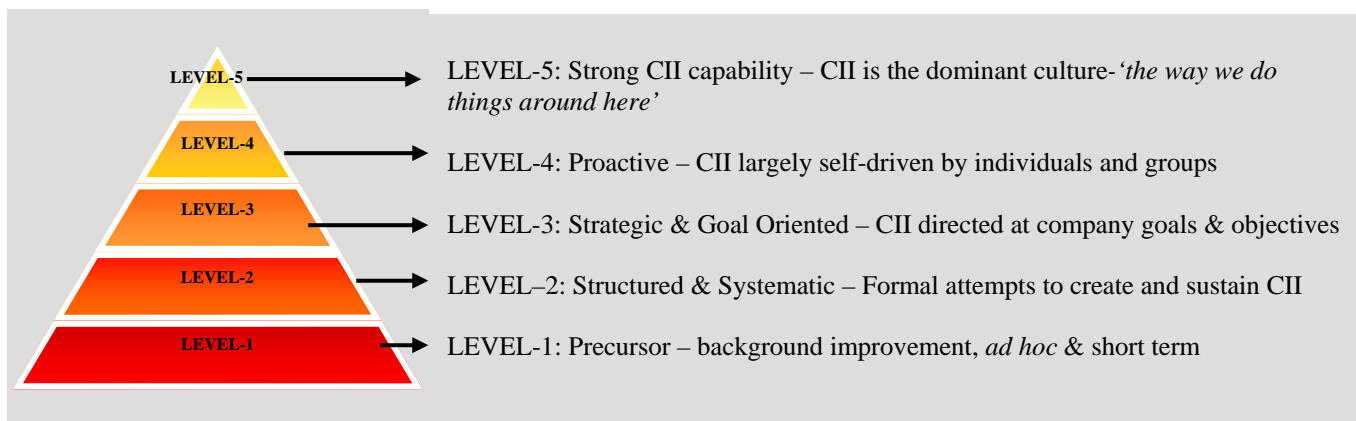 LEVEL-5
LEVEL-5: Strong CII capability – CII is the dominant culture-‘the way we do
things around here’
LEVEL-4
LEVEL-4: Proactive – CII largely self-driven by individuals and groups
LEVEL-3
LEVEL-3: Strategic & Goal Oriented – CII directed at company goals & objectives
LEVEL-2
LEVEL–2: Structured & Systematic – Formal attempts to create and sustain CII
LEVEL-1
LEVEL-1: Precursor – background improvement, ad hoc & short term